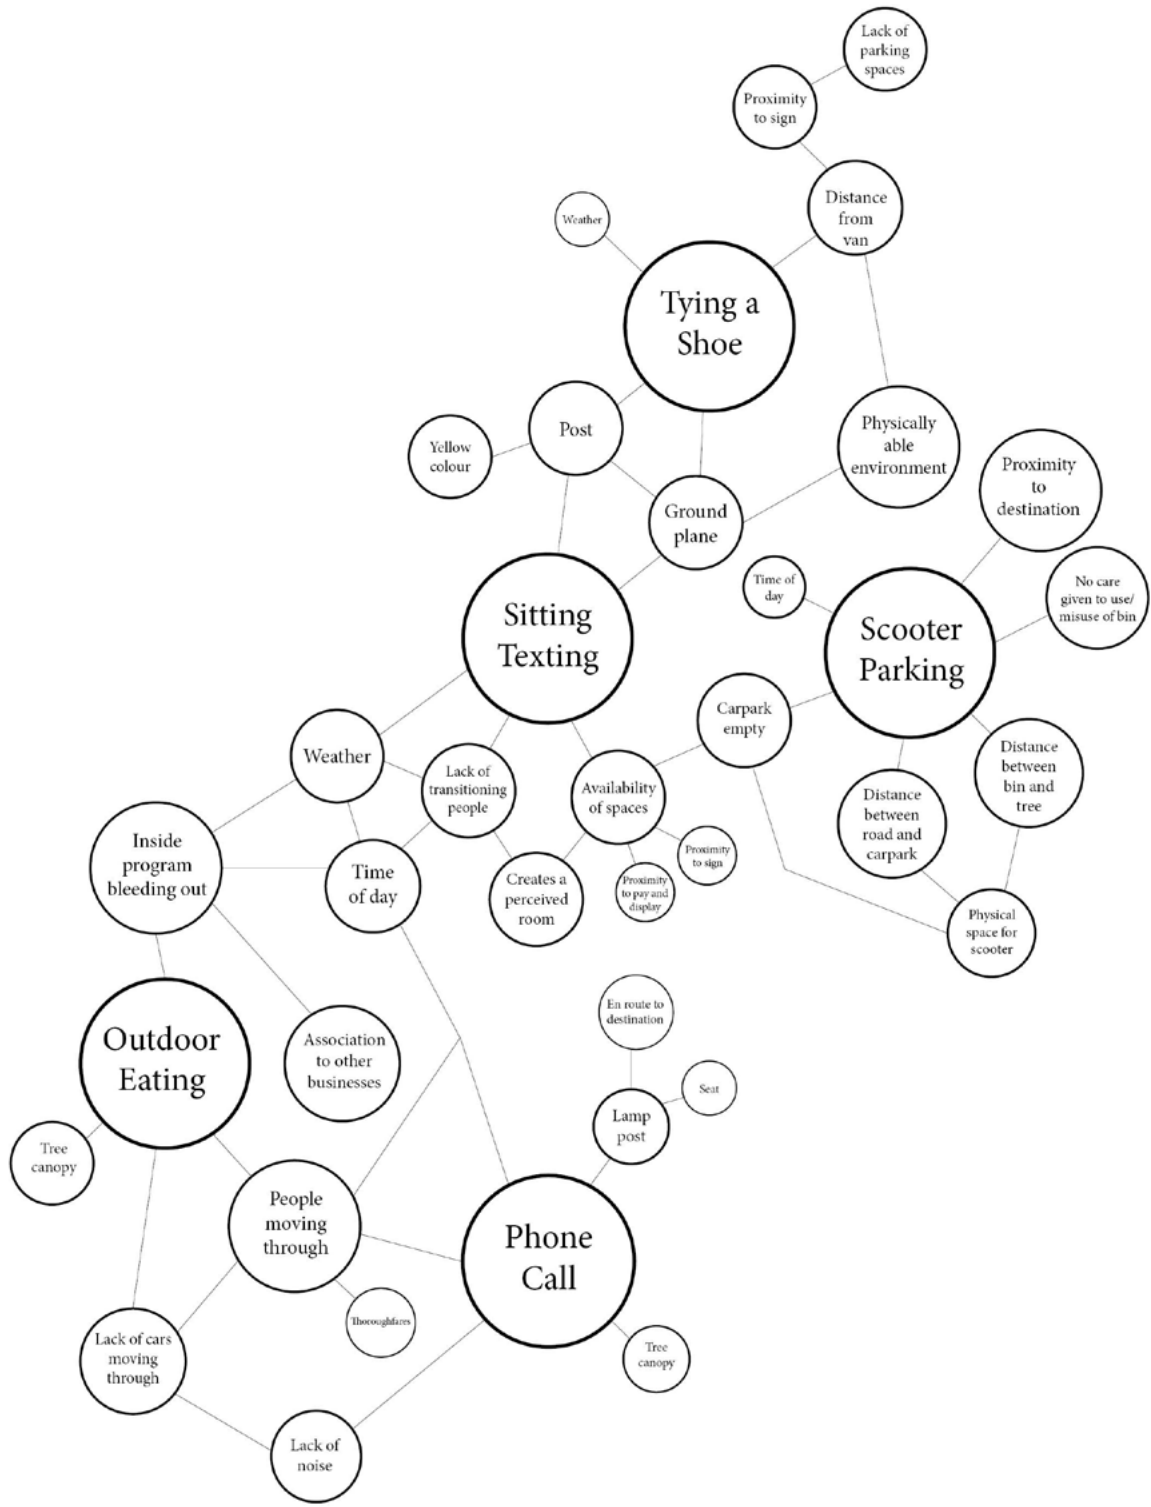 Lack of
parking
spaces
Proximity
to sign
Distance
from
van
Weather
Tying a
Shoe
Post
Yellow
colour
Physically
able
environment
Ground
plane
Proximity
to
destination
Time of
day
No care
given to use/
misuse of bin
Sitting
Texting
Scooter
Parking
Carpark
empty
Weather
Lack of
transitioning
people
Availability
of spaces
Distance
between
bin and
tree
Distance
between
road and
carpark
Inside
program
bleeding out
Time
of day
Creates a
perceived
room
Proximity
to pay and
display
Proximity
to sign
Physical
space for
scooter
Outdoor
Eating
Association
to other
businesses
En route to
destination
Seat
Lamp
post
Tree
canopy
People
moving
through
Phone
Call
Thoroughfares
Lack of cars
moving
through
Tree
canopy
Lack of
noise